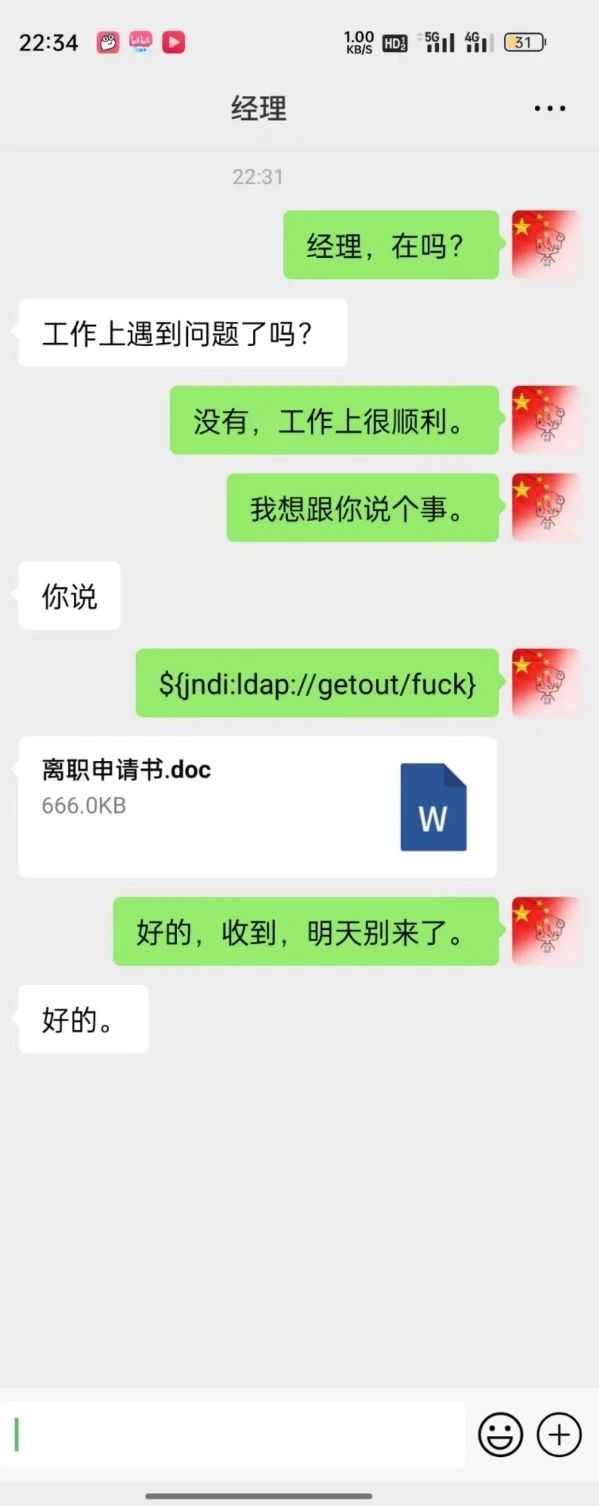 22:34 1.00 KB/S HD 5G 4G 31
经理
22:31
经理，在吗？
工作上遇到问题了吗？
没有，工作上很顺利。
我想跟你说个事。
你说
${jndi:ldap://getout/fuck}
离职申请书.doc
666.0KB
W
好的，收到，明天别来了。
好的。